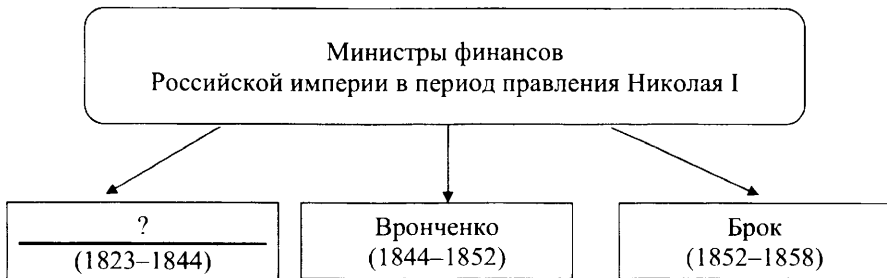 Министры финансов
Российской империи в период правления Николая I
?
(1823–1844)
Вронченко
(1844–1852)
Брок
(1852–1858)